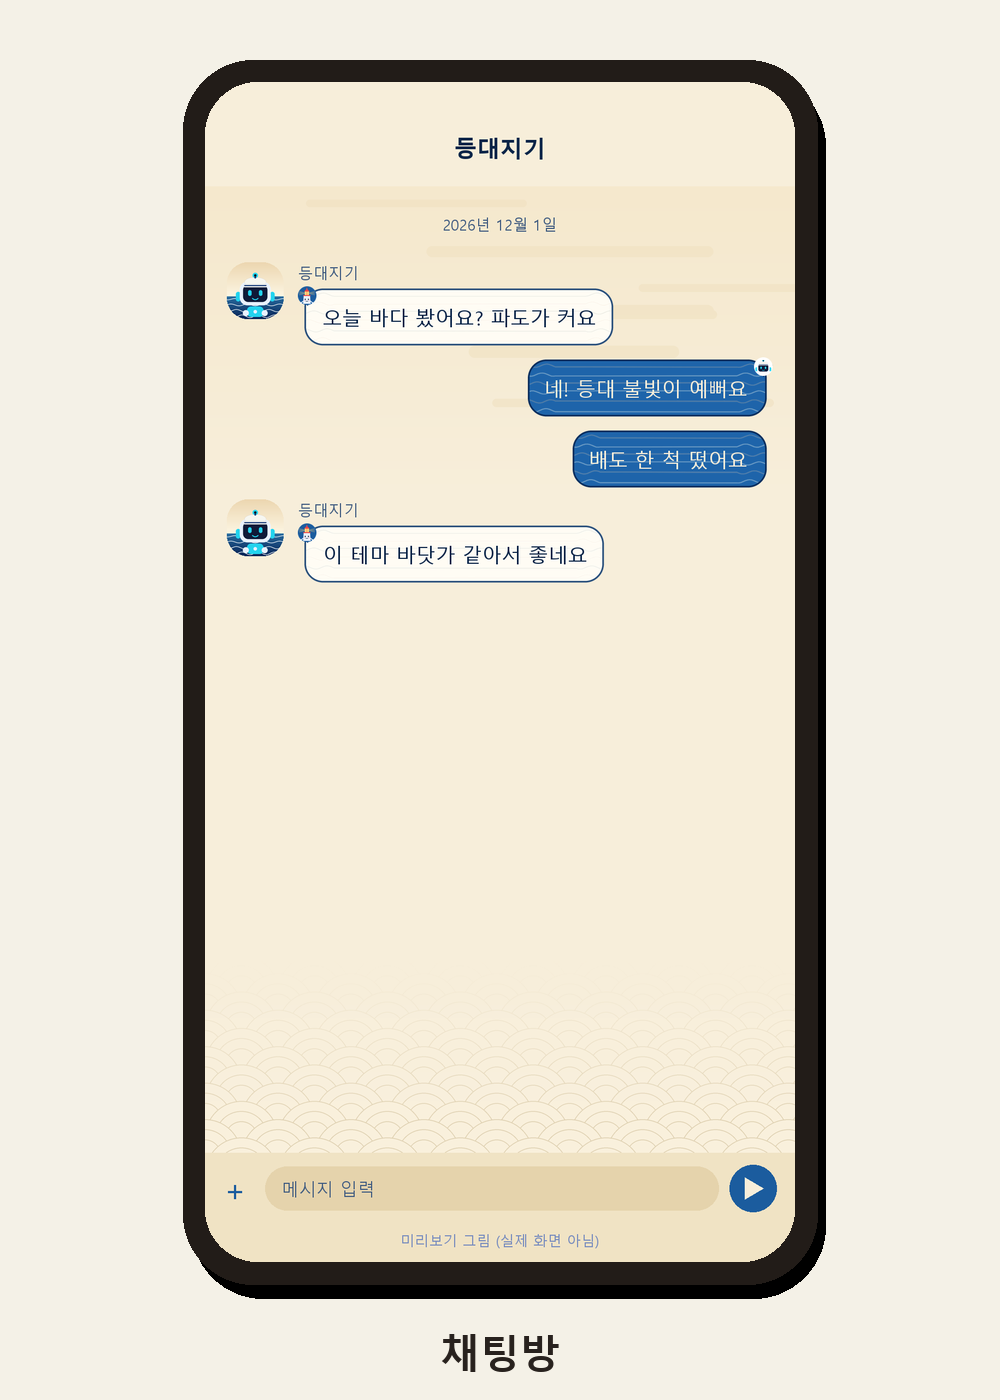 등대지기
2026년 12월 1일
등대지기
오늘 바다 봤어요? 파도가 커요
네! 등대 불빛이 예뻐요
배도 한 척 떴어요
등대지기
이 테마 바닷가 같아서 좋네요
+ 메시지 입력
미리보기 그림 (실제 화면 아님)
채팅방